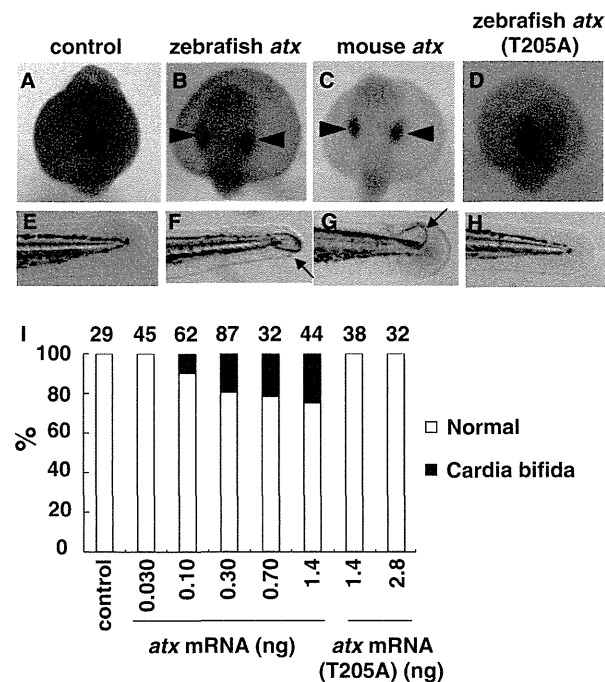 control
zebrafish atx
mouse atx
zebrafish atx
(T205A)
A
B
C
D
E
F
G
H
I
29 45 62 87 32 44 38 32
100
80
60
40
20
0
%
Normal
Cardia bifida
control
0.030
0.10
0.30
0.70
1.4
1.4
2.8
atx mRNA (ng)
atx mRNA
(T205A) (ng)